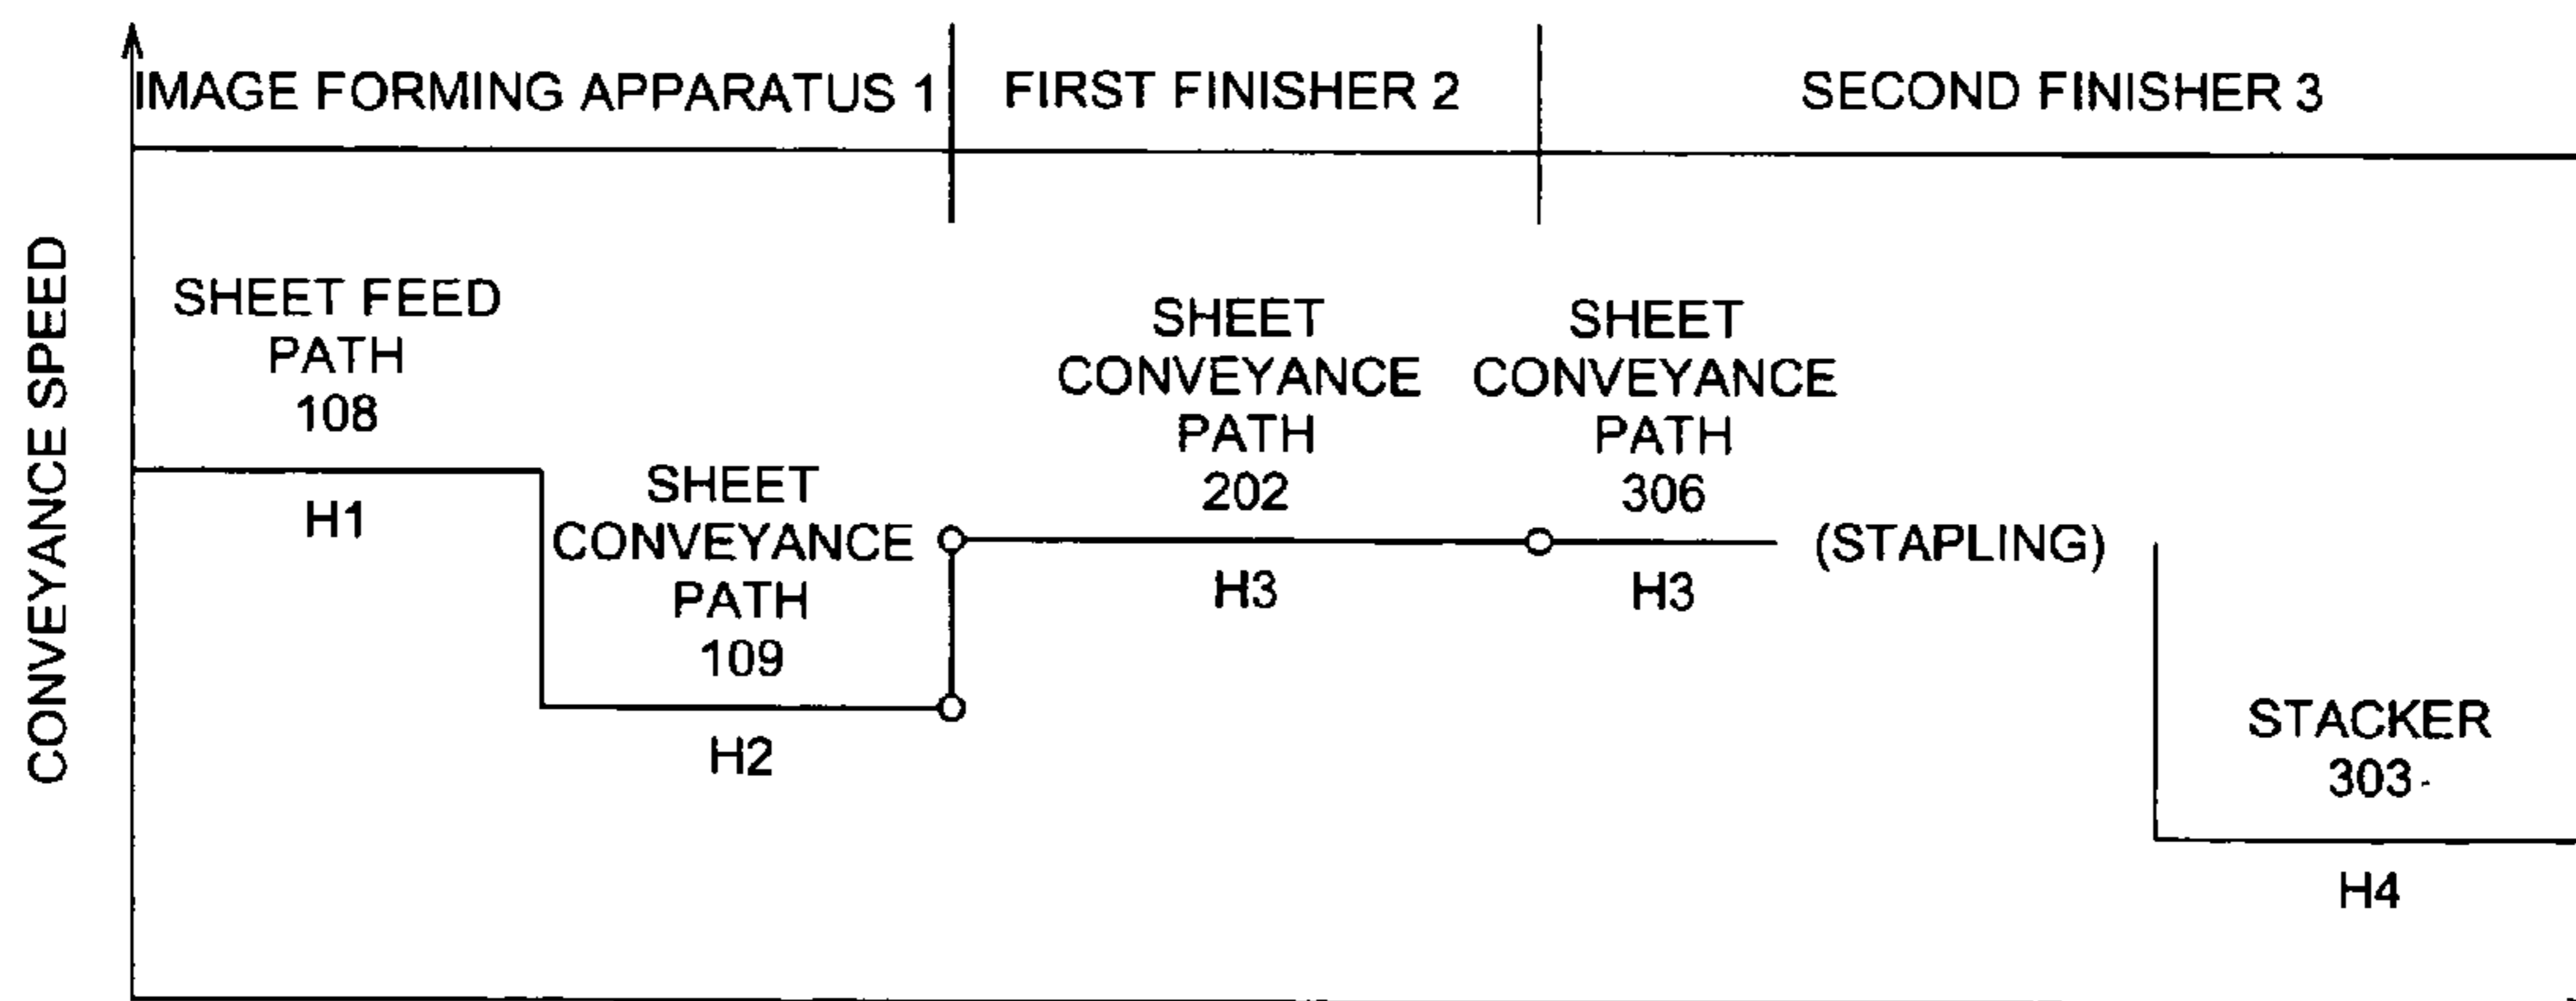 CONVEYANCE SPEED
IMAGE FORMING APPARATUS 1
FIRST FINISHER 2
SECOND FINISHER 3
SHEET FEED
PATH
108
H1
SHEET
CONVEYANCE
PATH
109
H2
SHEET
CONVEYANCE
PATH
202
H3
SHEET
CONVEYANCE
PATH
306
H3
(STAPLING)
STACKER
303
H4